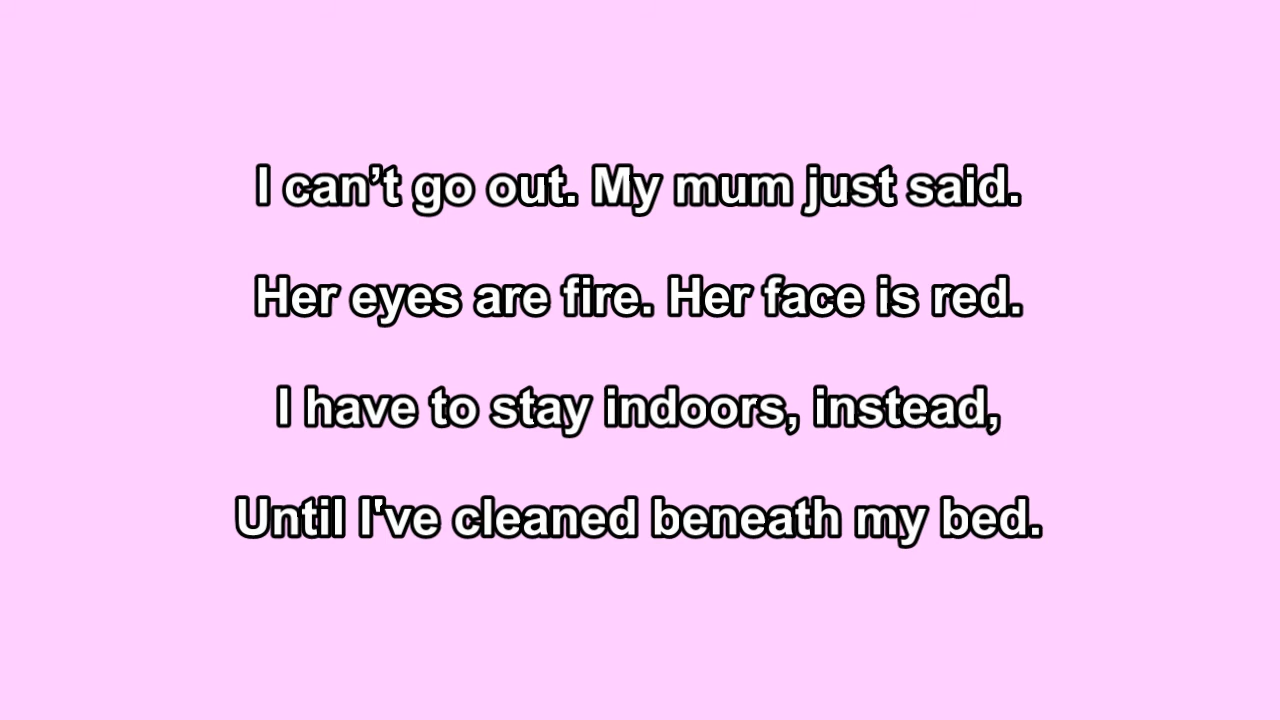 I can’t go out. My mum just said.
Her eyes are fire. Her face is red.
I have to stay indoors, instead,
Until I've cleaned beneath my bed.